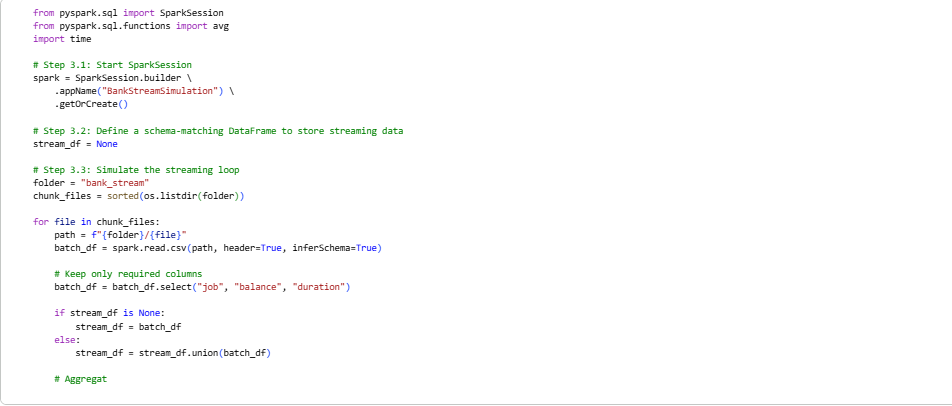 from pyspark.sql import SparkSession
from pyspark.sql.functions import avg
import time

# Step 3.1: Start SparkSession
spark = SparkSession.builder \
    .appName("BankStreamSimulation") \
    .getOrCreate()

# Step 3.2: Define a schema-matching DataFrame to store streaming data
stream_df = None

# Step 3.3: Simulate the streaming loop
folder = "bank_stream"
chunk_files = sorted(os.listdir(folder))

for file in chunk_files:
    path = f"{folder}/{file}"
    batch_df = spark.read.csv(path, header=True, inferSchema=True)

    # Keep only required columns
    batch_df = batch_df.select("job", "balance", "duration")

    if stream_df is None:
        stream_df = batch_df
    else:
        stream_df = stream_df.union(batch_df)

    # Aggregat